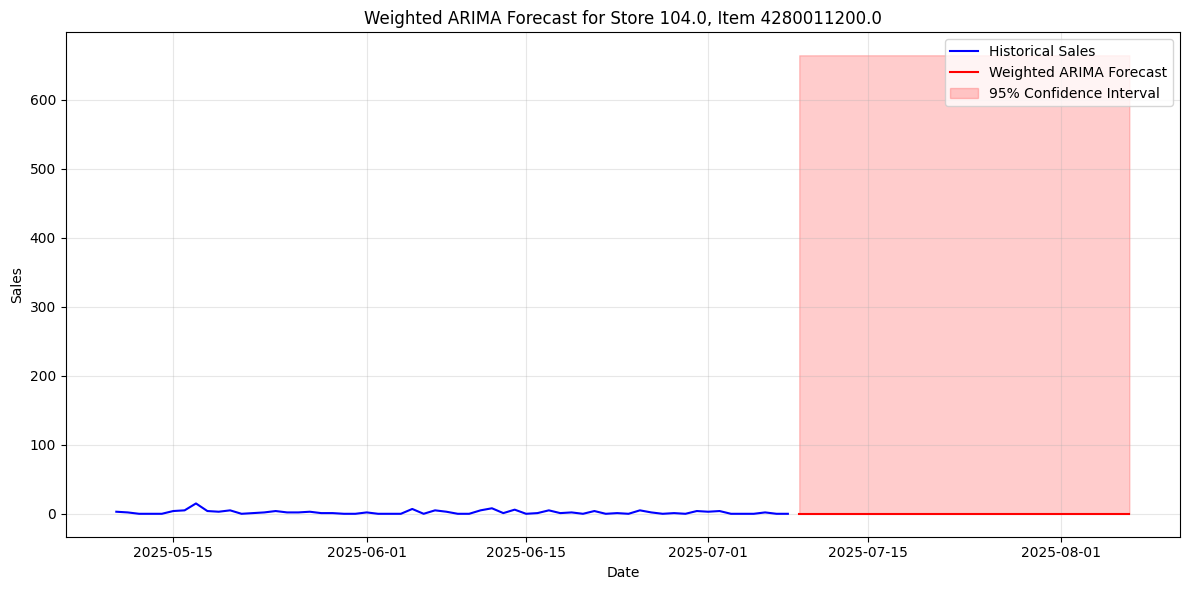 Weighted ARIMA Forecast for Store 104.0, Item 4280011200.0
Historical Sales
Weighted ARIMA Forecast
95% Confidence Interval
Sales
600
500
400
300
200
100
0
2025-05-15 2025-06-01 2025-06-15 2025-07-01 2025-07-15 2025-08-01
Date